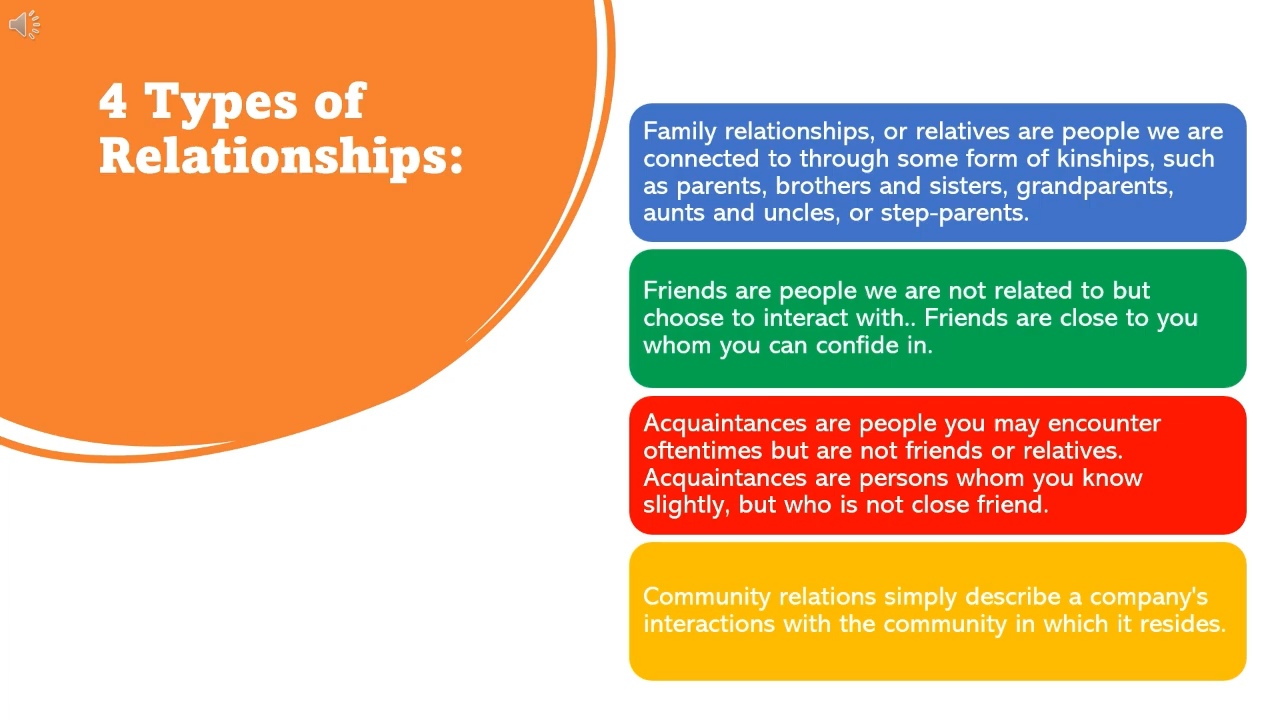 4 Types of
Relationships:
Family relationships, or relatives are people we are
connected to through some form of kinships, such
as parents, brothers and sisters, grandparents,
aunts and uncles, or step-parents.
Friends are people we are not related to but
choose to interact with.. Friends are close to you
whom you can confide in.
Acquaintances are people you may encounter
oftentimes but are not friends or relatives.
Acquaintances are persons whom you know
slightly, but who is not close friend.
Community relations simply describe a company's
interactions with the community in which it resides.